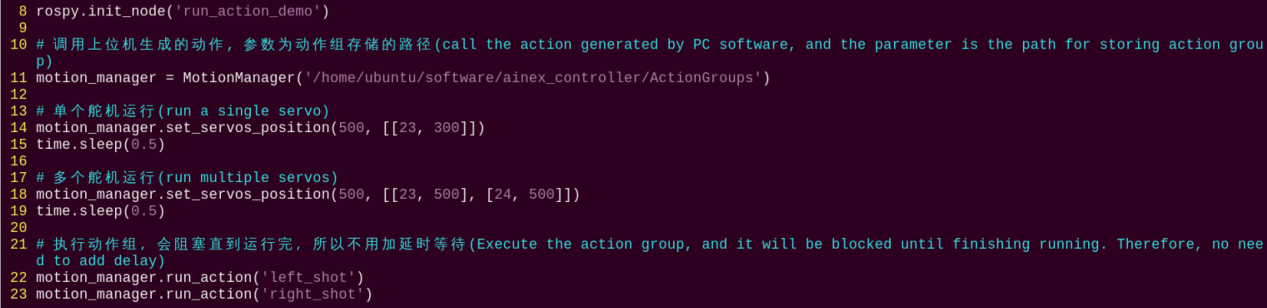 8 rospy.init_node('run_action_demo')
9
10 # 调用上位机生成的动作, 参数为动作组存储的路径(call the action generated by PC software, and the parameter is the path for storing action grou
p)
11 motion_manager = MotionManager('/home/ubuntu/software/ainex_controller/ActionGroups')
12
13 # 单个舵机运行(run a single servo)
14 motion_manager.set_servos_position(500, [[23, 300]])
15 time.sleep(0.5)
16
17 # 多个舵机运行(run multiple servos)
18 motion_manager.set_servos_position(500, [[23, 500], [24, 500]])
19 time.sleep(0.5)
20
21 # 执行动作组，会阻塞直到运行完，所以不用加延时等待(Execute the action group, and it will be blocked until finishing running. Therefore, no nee
d to add delay)
22 motion_manager.run_action('left_shot')
23 motion_manager.run_action('right_shot')